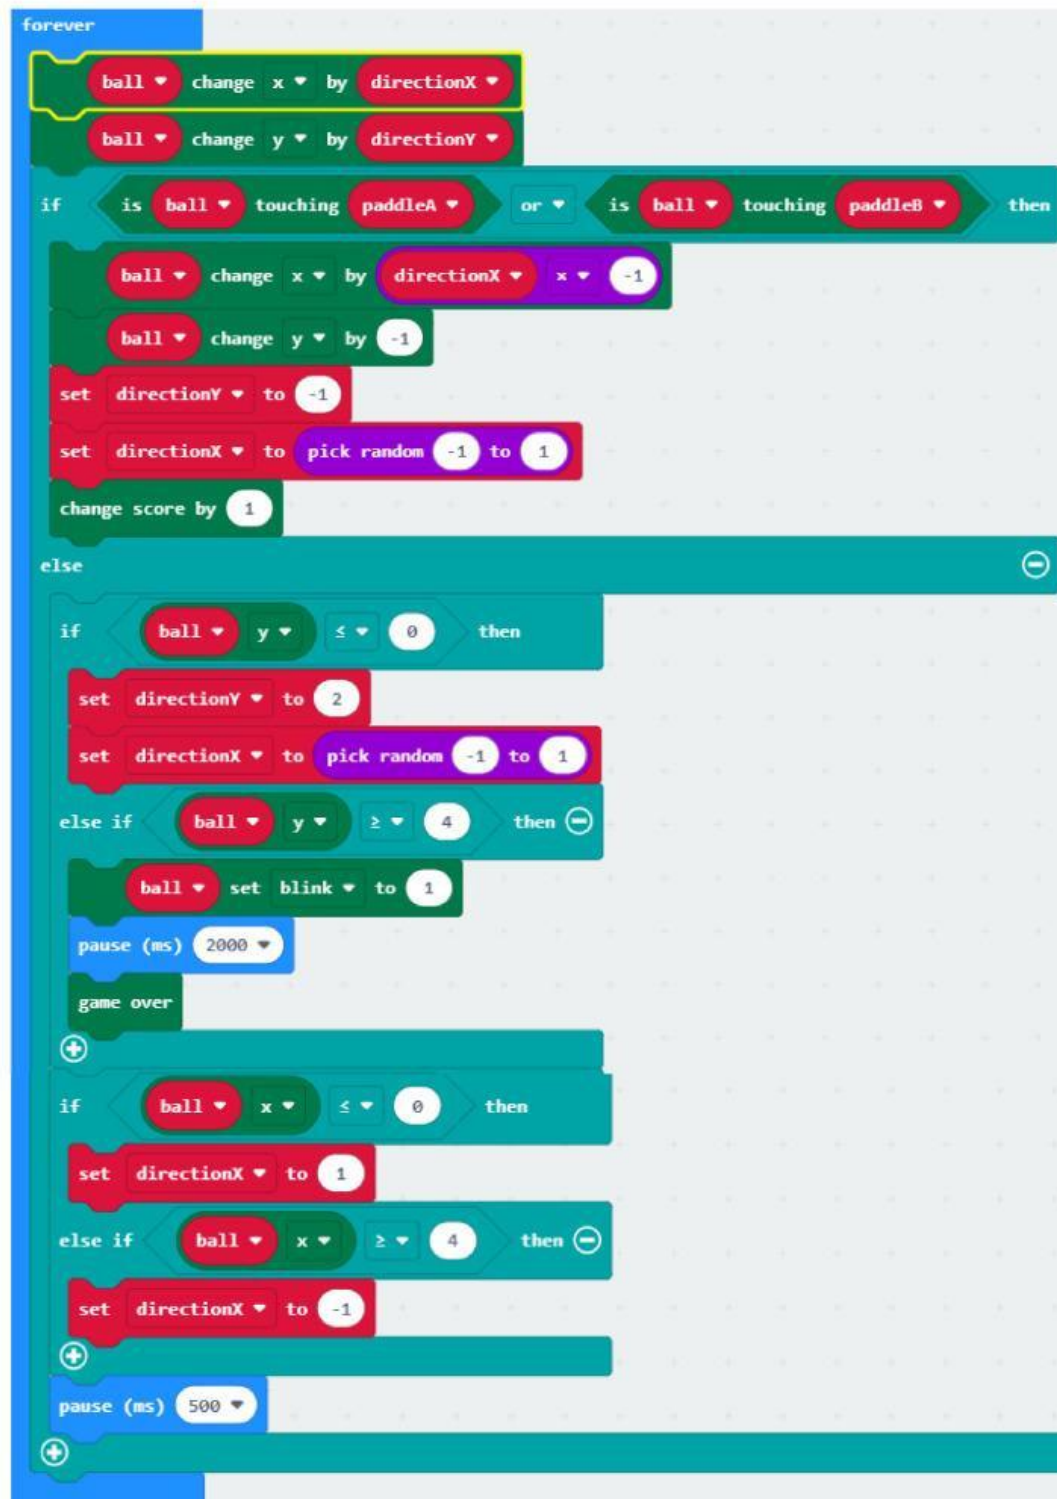 forever
ball change x by directionX
ball change y by directionY
if is ball touching paddleA or is ball touching paddleB then
ball change x by directionX x -1
ball change y by -1
set directionY to -1
set directionX to pick random -1 to 1
change score by 1
else
if ball y ≤ 0 then
set directionY to 2
set directionX to pick random -1 to 1
else if ball y ≥ 4 then
ball set blink to 1
pause (ms) 2000
game over
if ball x ≤ 0 then
set directionX to 1
else if ball x ≥ 4 then
set directionX to -1
pause (ms) 500